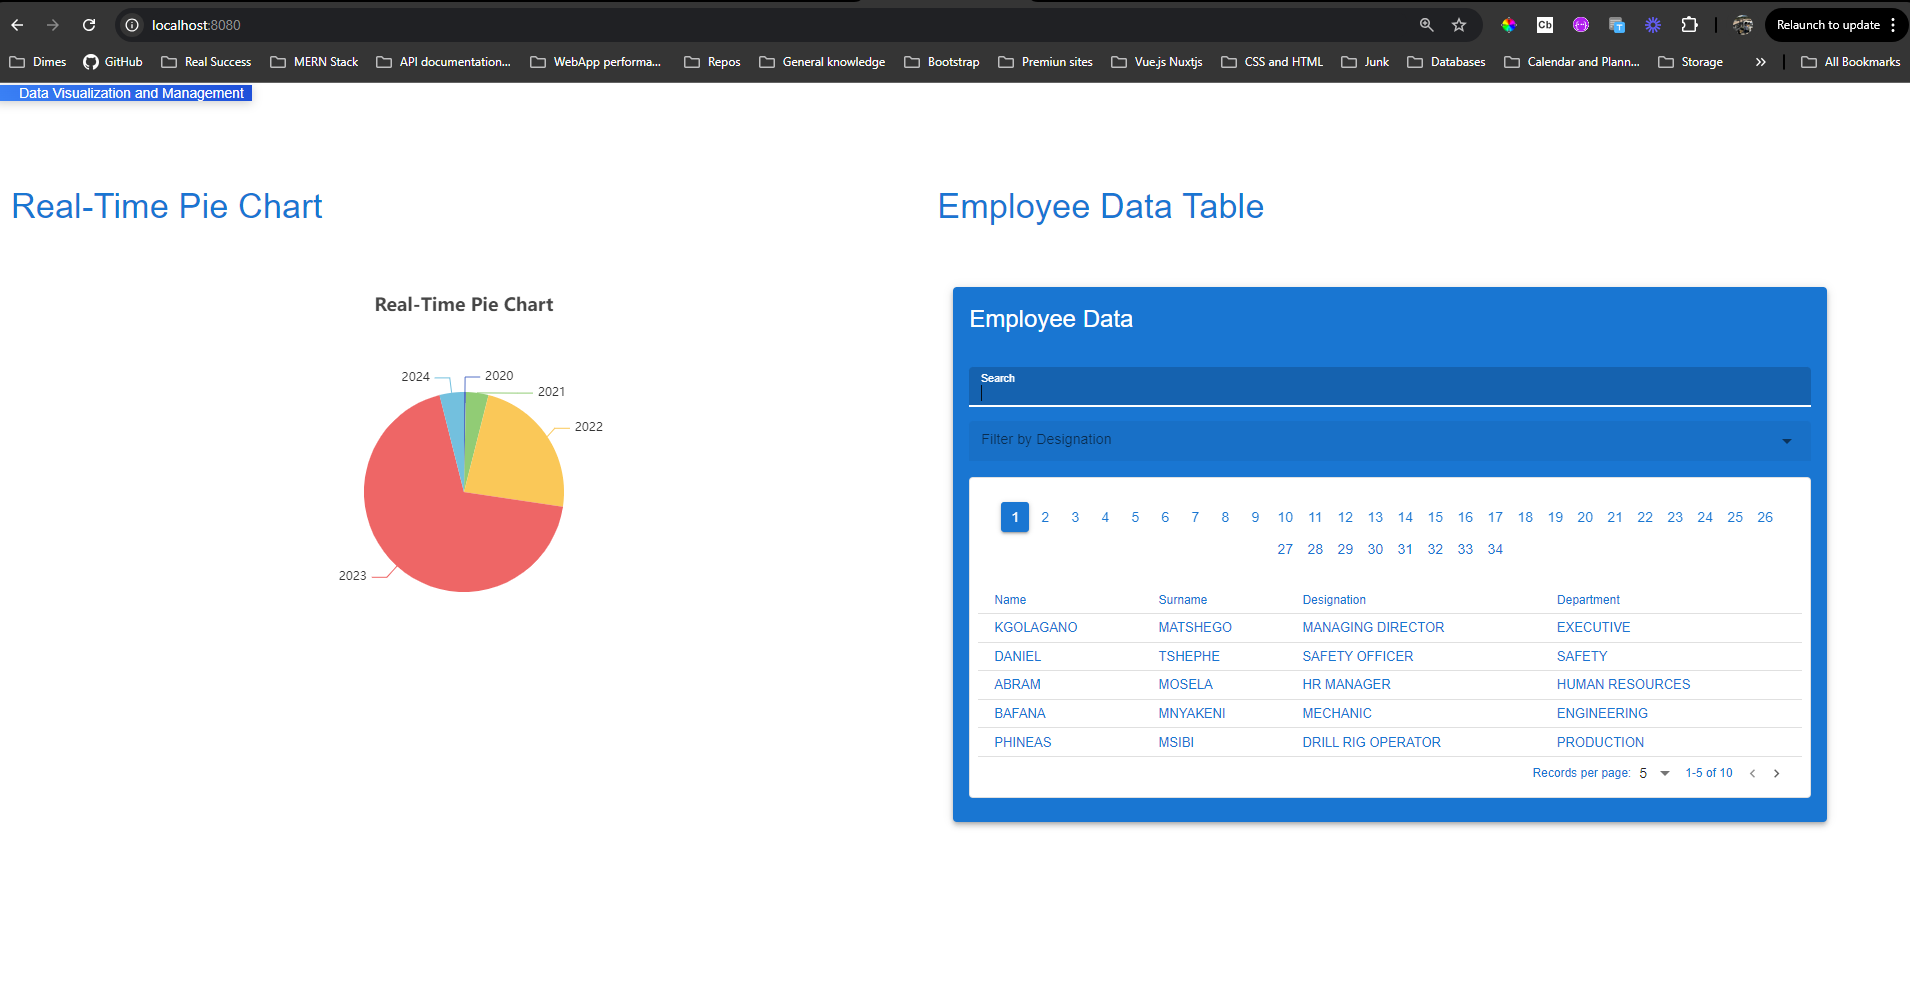 localhost:8080
Relaunch to update
Dimes GitHub Real Success MERN Stack API documentation... WebApp performa... Repos General knowledge Bootstrap Premiun sites Vue.js Nuxtjs CSS and HTML Junk Databases Calendar and Plann... Storage » All Bookmarks
Data Visualization and Management
Real-Time Pie Chart
Real-Time Pie Chart
2024
2020
2021
2022
2023
Employee Data Table
Employee Data
Search
Filter by Designation
1 2 3 4 5 6 7 8 9 10 11 12 13 14 15 16 17 18 19 20 21 22 23 24 25 26
27 28 29 30 31 32 33 34
Name Surname Designation Department
KGOLAGANO MATSHEGO MANAGING DIRECTOR EXECUTIVE
DANIEL TSHEPHE SAFETY OFFICER SAFETY
ABRAM MOSELA HR MANAGER HUMAN RESOURCES
BAFANA MNYAKENI MECHANIC ENGINEERING
PHINEAS MSIBI DRILL RIG OPERATOR PRODUCTION
Records per page: 5 1-5 of 10